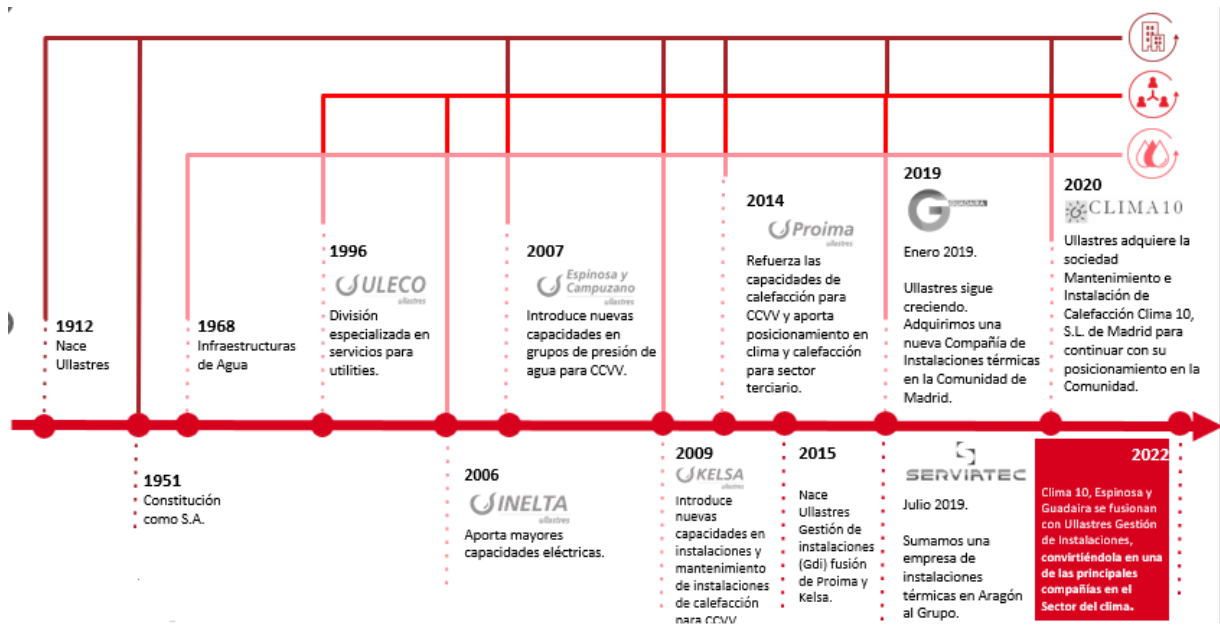 1912
Nace
Ullastres
1951
Constitución
como S.A.
1968
Infraestructuras
de Agua
1996
ULECO
ullastres
División
especializada en
servicios para
utilities.
2006
INELTA
ullastres
Aporta mayores
capacidades eléctricas.
2007
Espinosa y
Campuzano
ullastres
Introduce nuevas
capacidades en
grupos de presión de
agua para CCVV.
2009
KELSA
ullastres
Introduce
nuevas
capacidades en
instalaciones y
mantenimiento
de instalaciones
de calefacción
para CCVV
2014
Proima
ullastres
Refuerza las
capacidades de
calefacción para
CCVV y aporta
posicionamiento en
clima y calefacción
para sector
terciario.
2015
Nace
Ullastres
Gestión de
instalaciones
(Gdi) fusión
de Proima y
Kelsa.
2019
G GUADAIRA
Enero 2019.
Ullastres sigue
creciendo.
Adquirimos una
nueva Compañía de
Instalaciones térmicas
en la Comunidad de
Madrid.
SERVIATEC
Julio 2019.
Sumamos una
empresa de
instalaciones
térmicas en Aragón
al Grupo.
2020
CLIMA10
Ullastres adquiere la
sociedad
Mantenimiento e
Instalación de
Calefacción Clima 10,
S.L. de Madrid para
continuar con su
posicionamiento en la
Comunidad.
2022
Clima 10, Espinosa y
Guadaira se fusionan
con Ullastres Gestión
de Instalaciones,
convirtiéndola en una
de las principales
compañías en el
Sector del clima.